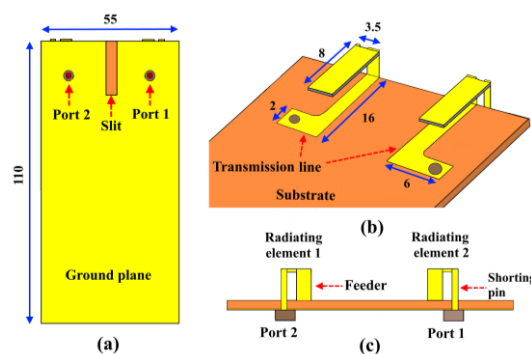 55
110
Port 2
Port 1
Slit
Ground plane
(a)
3.5
8
2
16
Transmission line
6
Substrate
(b)
Radiating
element 1
Radiating
element 2
Feeder
Shorting
pin
Port 2
Port 1
(c)